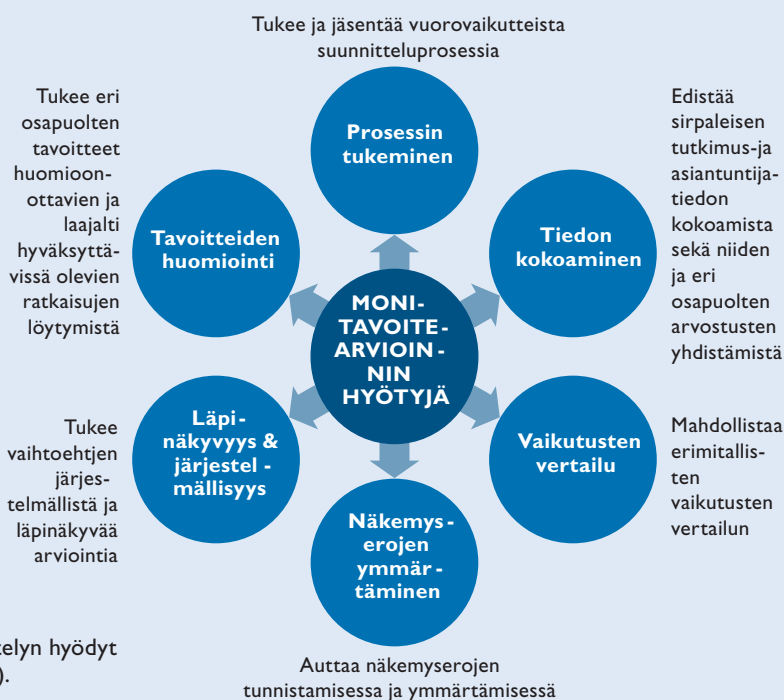 Tukee ja jäsentää vuorovaikutteista
suunnitteluprosessia
Prosessin
tukeminen
Edistää
sirpaleisen
tutkimus-ja
asiantuntija-
tiedon
kokoamista
sekä niiden
ja eri
osapuolten
arvostusten
yhdistämistä
Tiedon
kokoaminen
Mahdollistaa
erimitallis-
ten
vaikutusten
vertailun
Vaikutusten
vertailu
Näkemys-
erojen
ymmär-
täminen
Auttaa näkemyserojen
tunnistamisessa ja ymmärtämisessä
Läpi-
näkyvyys &
järjestel-
mällisyys
Tukee
vaihtoehtjen
järjes-
telmällistä ja
läpinäkyvää
arviointia
Tavoitteiden
huomiointi
Tukee eri
osapuolten
tavoitteet
huomioon-
ottavien ja
laajalti
hyväksyttä-
vissä olevien
ratkaisujen
löytymistä
MONI-
TAVOITE-
ARVIOIN-
NIN
HYÖTYJÄ
hyödyt
).